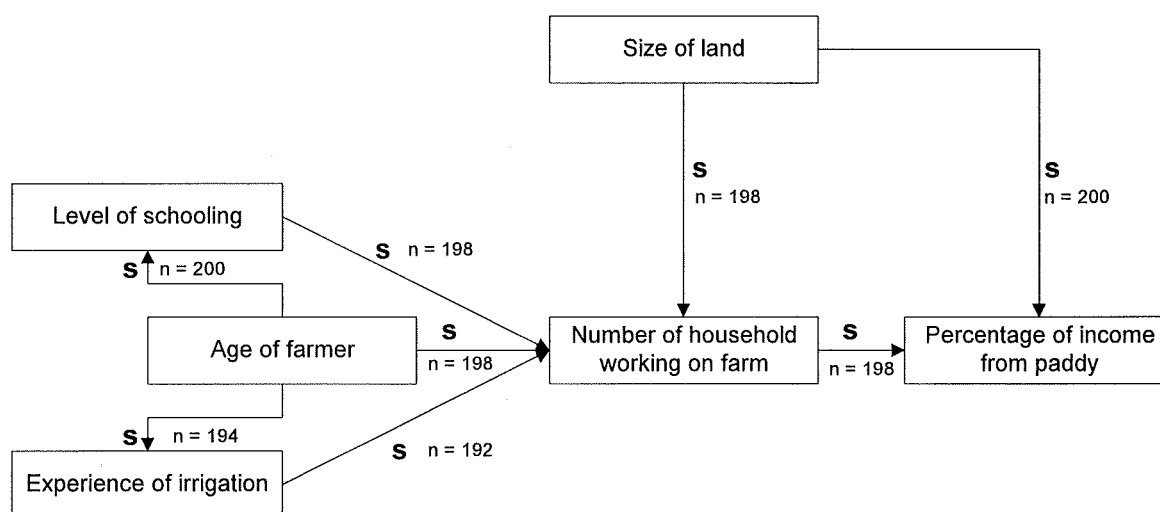 Size of land
S
n = 198
S
n = 200
Level of schooling
S n = 198
S n = 200
Age of farmer
S
n = 198
Number of household
working on farm
S
n = 198
Percentage of income
from paddy
S n = 194
S n = 192
Experience of irrigation